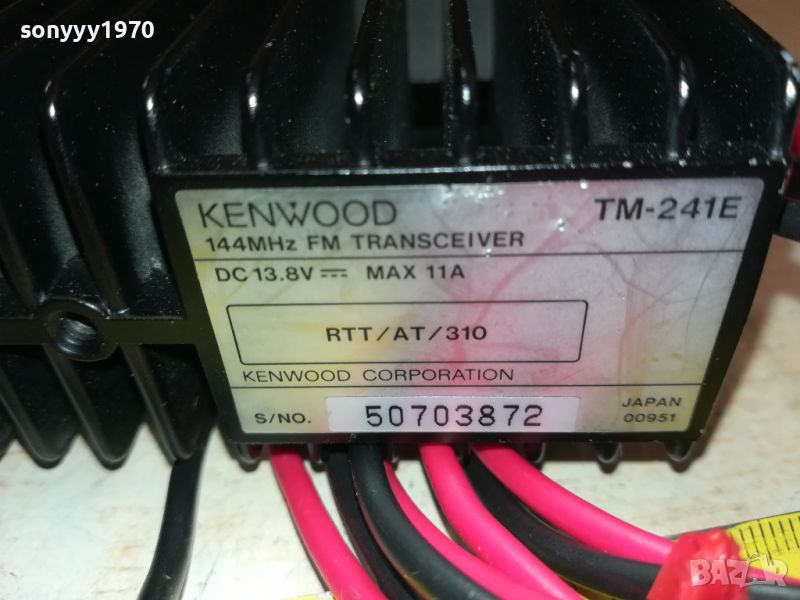 sonyyy1970
KENWOOD TM-241E
144MHz FM TRANSCEIVER
DC 13.8V MAX 11A
RTT/AT/310
KENWOOD CORPORATION
S/NO. 50703872
JAPAN
00951
BAZAR